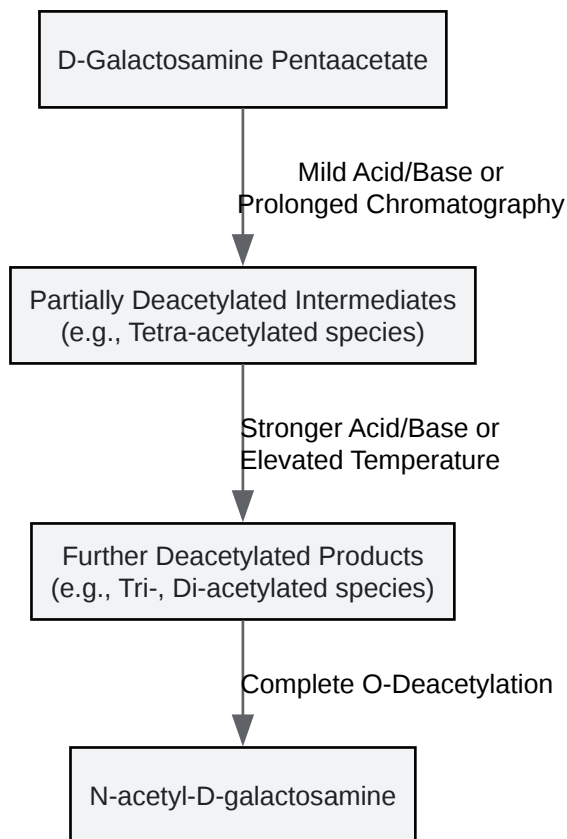 D-Galactosamine Pentaacetate
Mild Acid/Base or
Prolonged Chromatography
Partially Deacetylated Intermediates
(e.g., Tetra-acetylated species)
Stronger Acid/Base or
Elevated Temperature
Further Deacetylated Products
(e.g., Tri-, Di-acetylated species)
Complete O-Deacetylation
N-acetyl-D-galactosamine